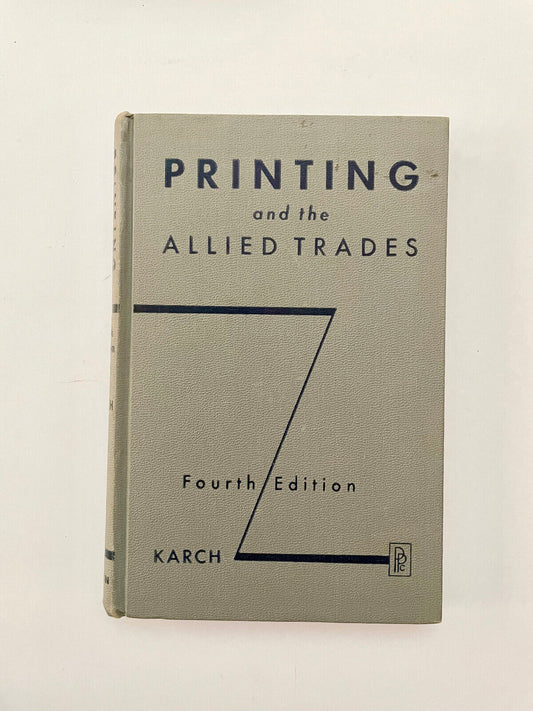 PRINTING
and the
ALLIED TRADES
Fourth Edition
KARCH